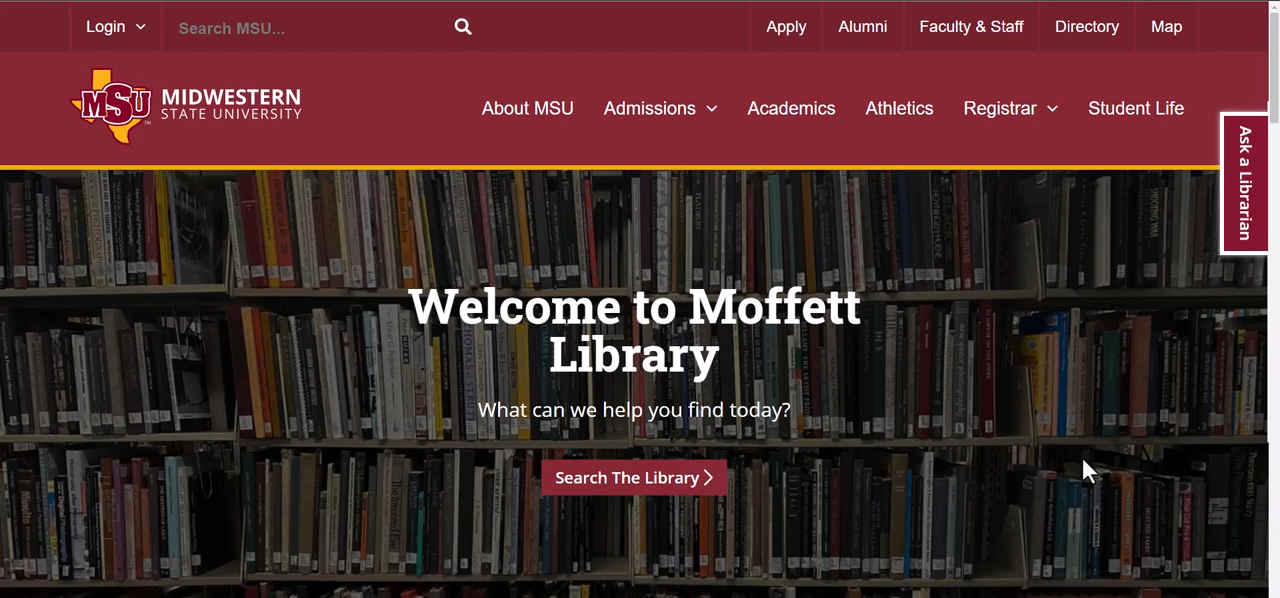 Login
Search MSU...
Apply
Alumni
Faculty & Staff
Directory
Map
MSU
TM
MIDWESTERN
STATE UNIVERSITY
About MSU
Admissions
Academics
Athletics
Registrar
Student Life
Ask a Librarian
Welcome to Moffett
Library
What can we help you find today?
Search The Library